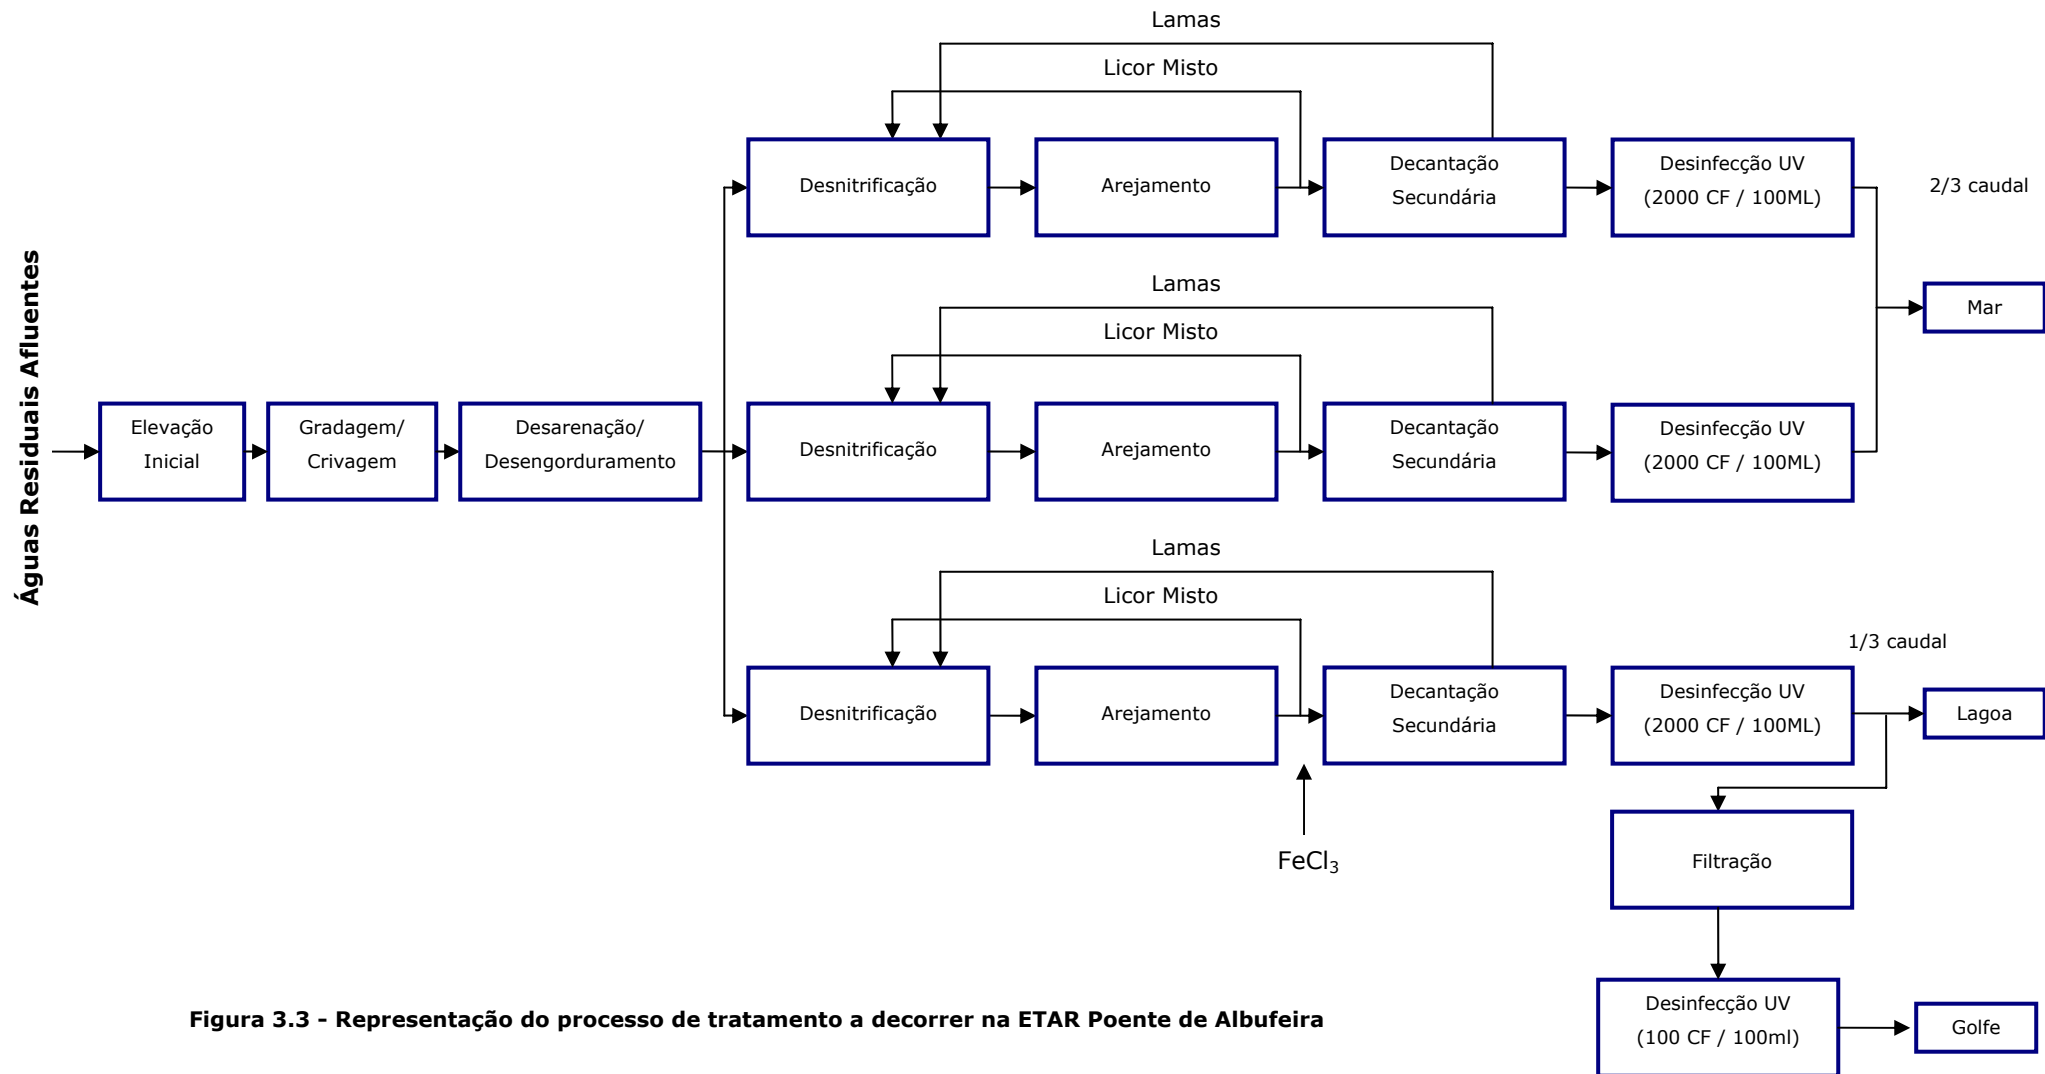 Águas Residuais Afluentes
Elevação
Inicial
Gradagem/
Crivagem
Desarenação/
Desengorduramento
Lamas
Licor Misto
Desnitrificação
Arejamento
Decantação
Secundária
Desinfecção UV
(2000 CF / 100ML)
2/3 caudal
Mar
Lamas
Licor Misto
Desnitrificação
Arejamento
Decantação
Secundária
Desinfecção UV
(2000 CF / 100ML)
Lamas
Licor Misto
Desnitrificação
Arejamento
FeCl₃
Decantação
Secundária
Desinfecção UV
(2000 CF / 100ML)
1/3 caudal
Lagoa
Filtração
Desinfecção UV
(100 CF / 100ml)
Golfe
Figura 3.3 - Representação do processo de tratamento a decorrer na ETAR Poente de Albufeira